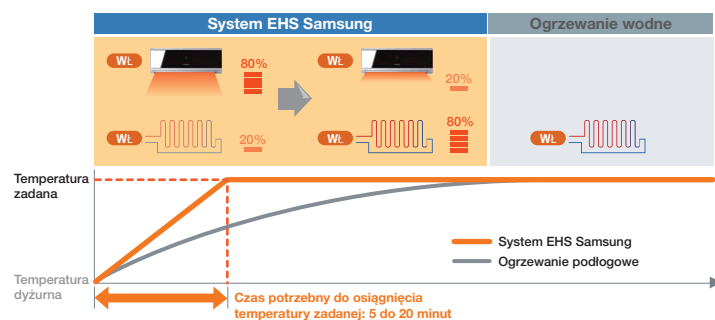 System EHS Samsung
Ogrzewanie wodne
WŁ
80%
WŁ
20%
WŁ
20%
WŁ
80%
WŁ
Temperatura
zadana
System EHS Samsung
Ogrzewanie podłogowe
Temperatura
dyżurna
Czas potrzebny do osiągnięcia
temperatury zadanej: 5 do 20 minut